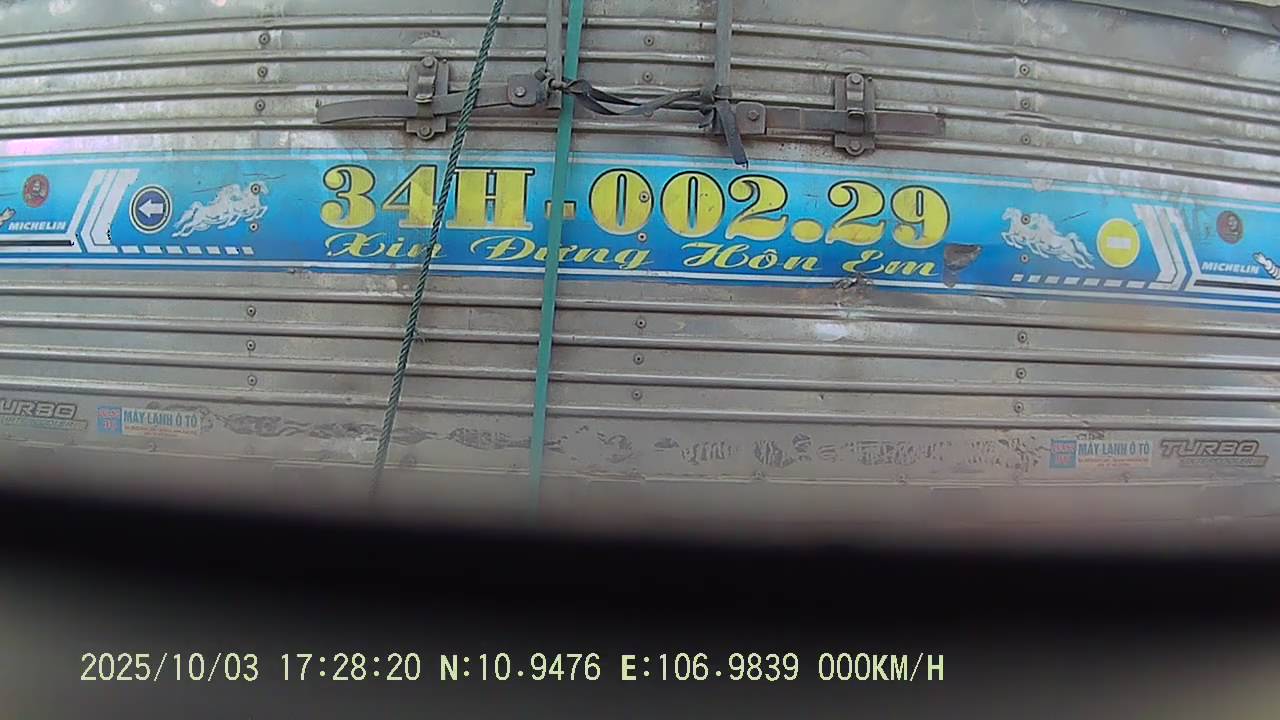 34H-002.29
Xin Đừng Hôn Em
MICHELIN
MICHELIN
TURBO
MÁY LẠNH Ô TÔ
MÁY LẠNH Ô TÔ
TURBO
2025/10/03 17:28:20 N:10.9476 E:106.9839 000KM/H